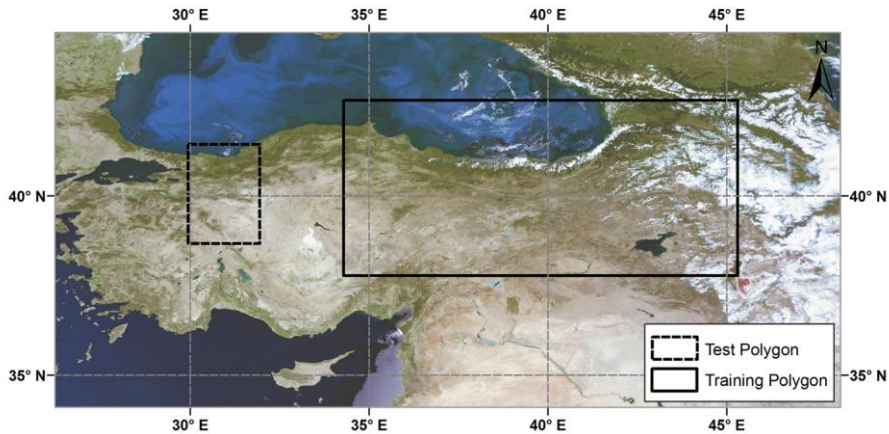 30° E 35° E 40° E 45° E
N
40° N 40° N
Test Polygon
Training Polygon
35° N 35° N
30° E 35° E 40° E 45° E